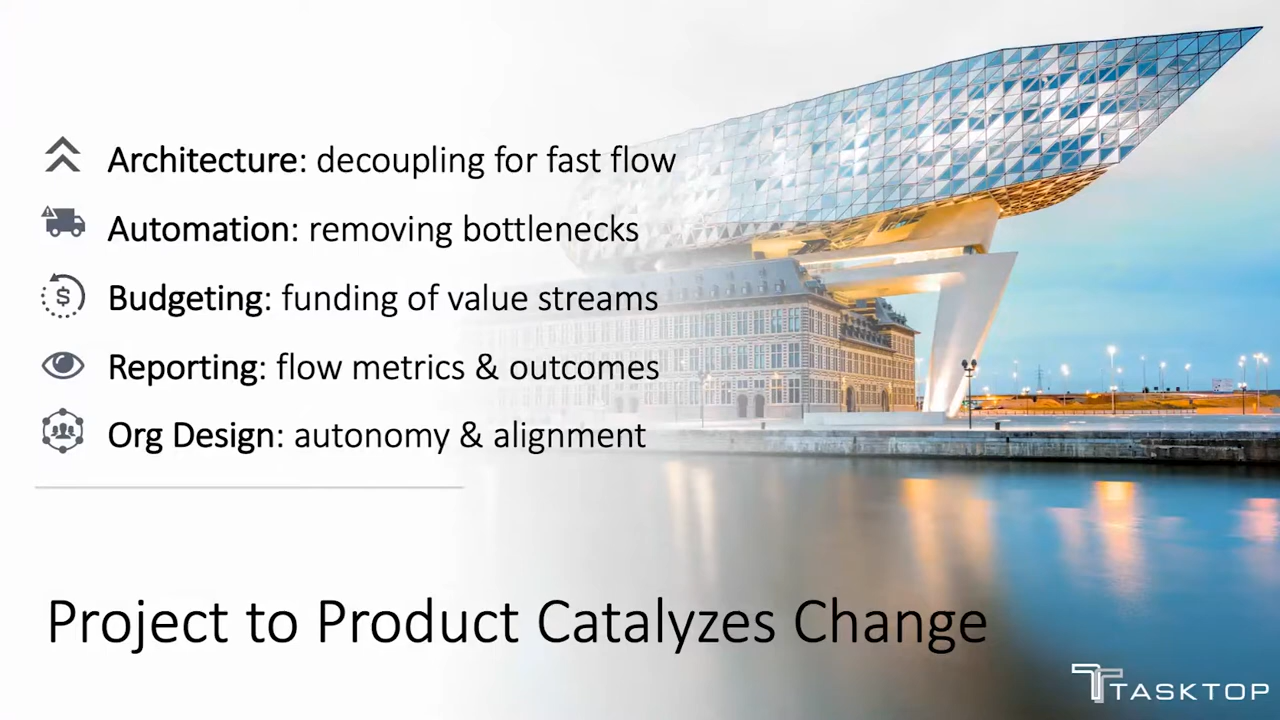 Architecture: decoupling for fast flow
Automation: removing bottlenecks
Budgeting: funding of value streams
Reporting: flow metrics & outcomes
Org Design: autonomy & alignment
Project to Product Catalyzes Change
TASKTOP